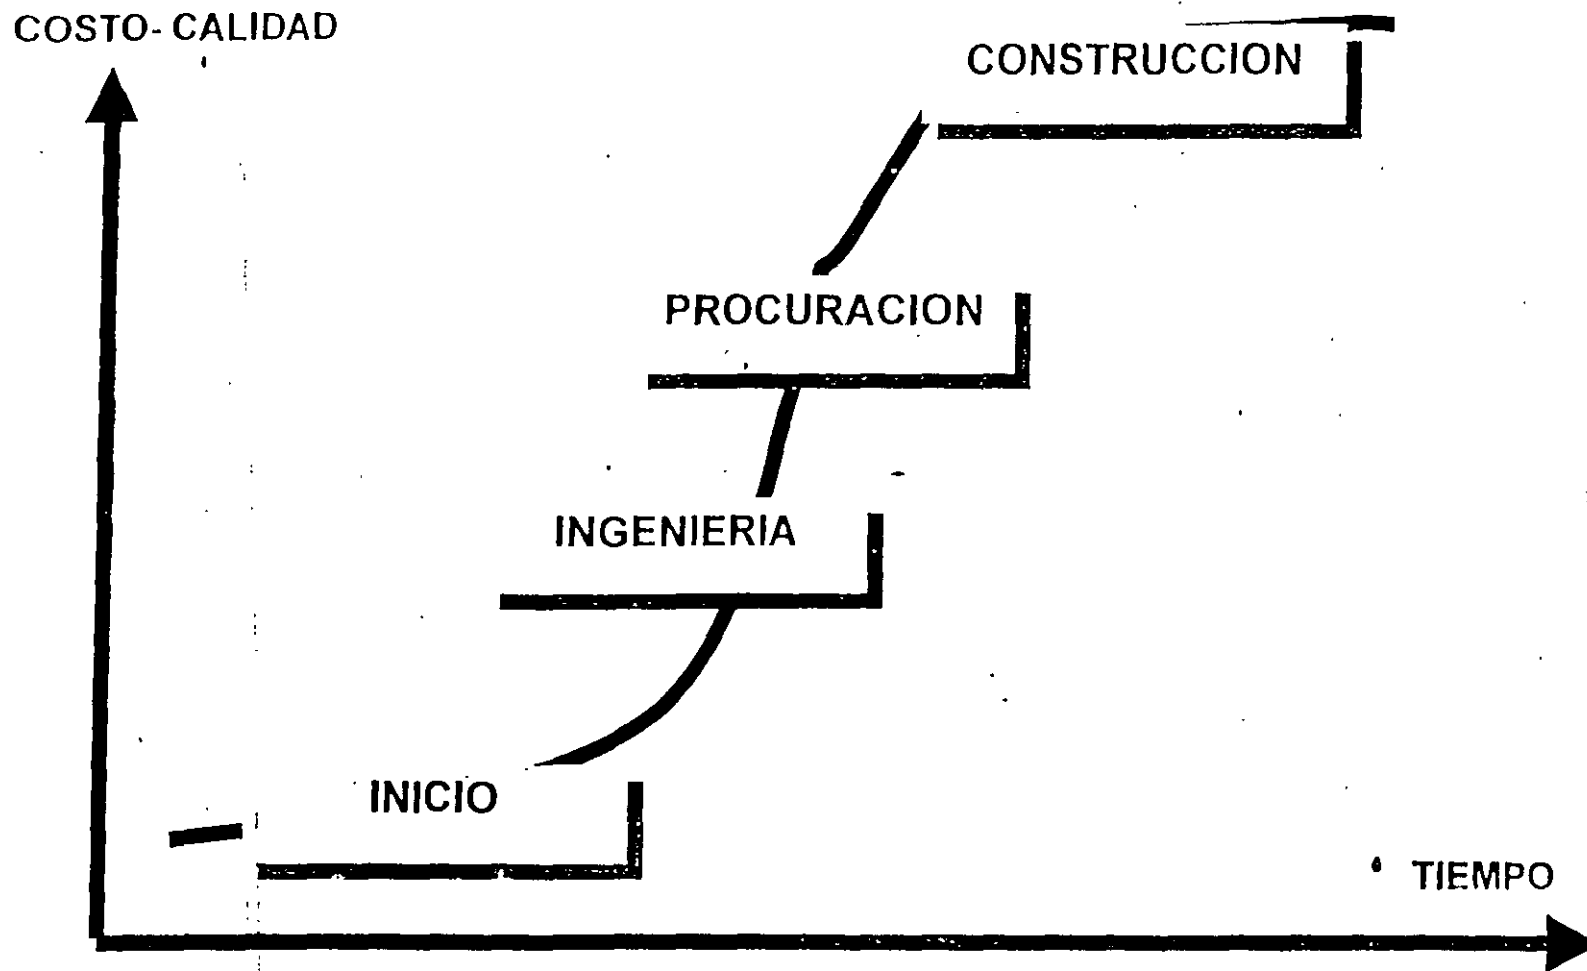 COSTO- CALIDAD
CONSTRUCCION
PROCURACION
INGENIERIA
INICIO
TIEMPO